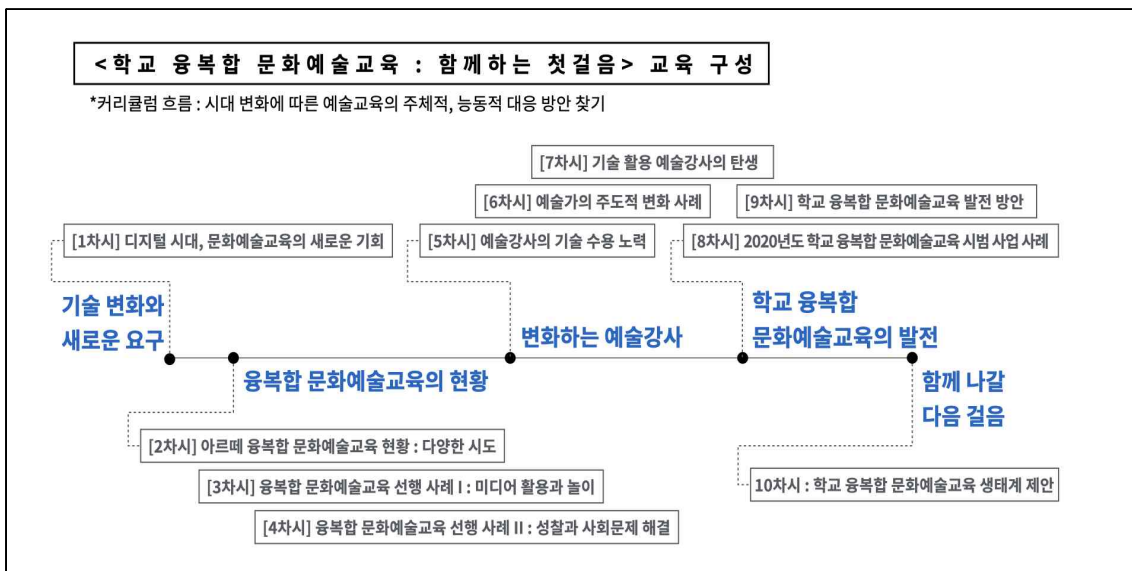 <학교 융복합 문화예술교육 : 함께하는 첫걸음> 교육 구성
*커리큘럼 흐름 : 시대 변화에 따른 예술교육의 주체적, 능동적 대응 방안 찾기
[7차시] 기술 활용 예술강사의 탄생
[6차시] 예술가의 주도적 변화 사례
[9차시] 학교 융복합 문화예술교육 발전 방안
[1차시] 디지털 시대, 문화예술교육의 새로운 기회
[5차시] 예술강사의 기술 수용 노력
[8차시] 2020년도 학교 융복합 문화예술교육 시범 사업 사례
기술 변화와
새로운 요구
변화하는 예술강사
학교 융복합
문화예술교육의 발전
융복합 문화예술교육의 현황
함께 나갈
다음 걸음
[2차시] 아르떼 융복합 문화예술교육 현황 : 다양한 시도
[3차시] 융복합 문화예술교육 선행 사례 I : 미디어 활용과 놀이
[4차시] 융복합 문화예술교육 선행 사례 II : 성찰과 사회문제 해결
10차시 : 학교 융복합 문화예술교육 생태계 제안